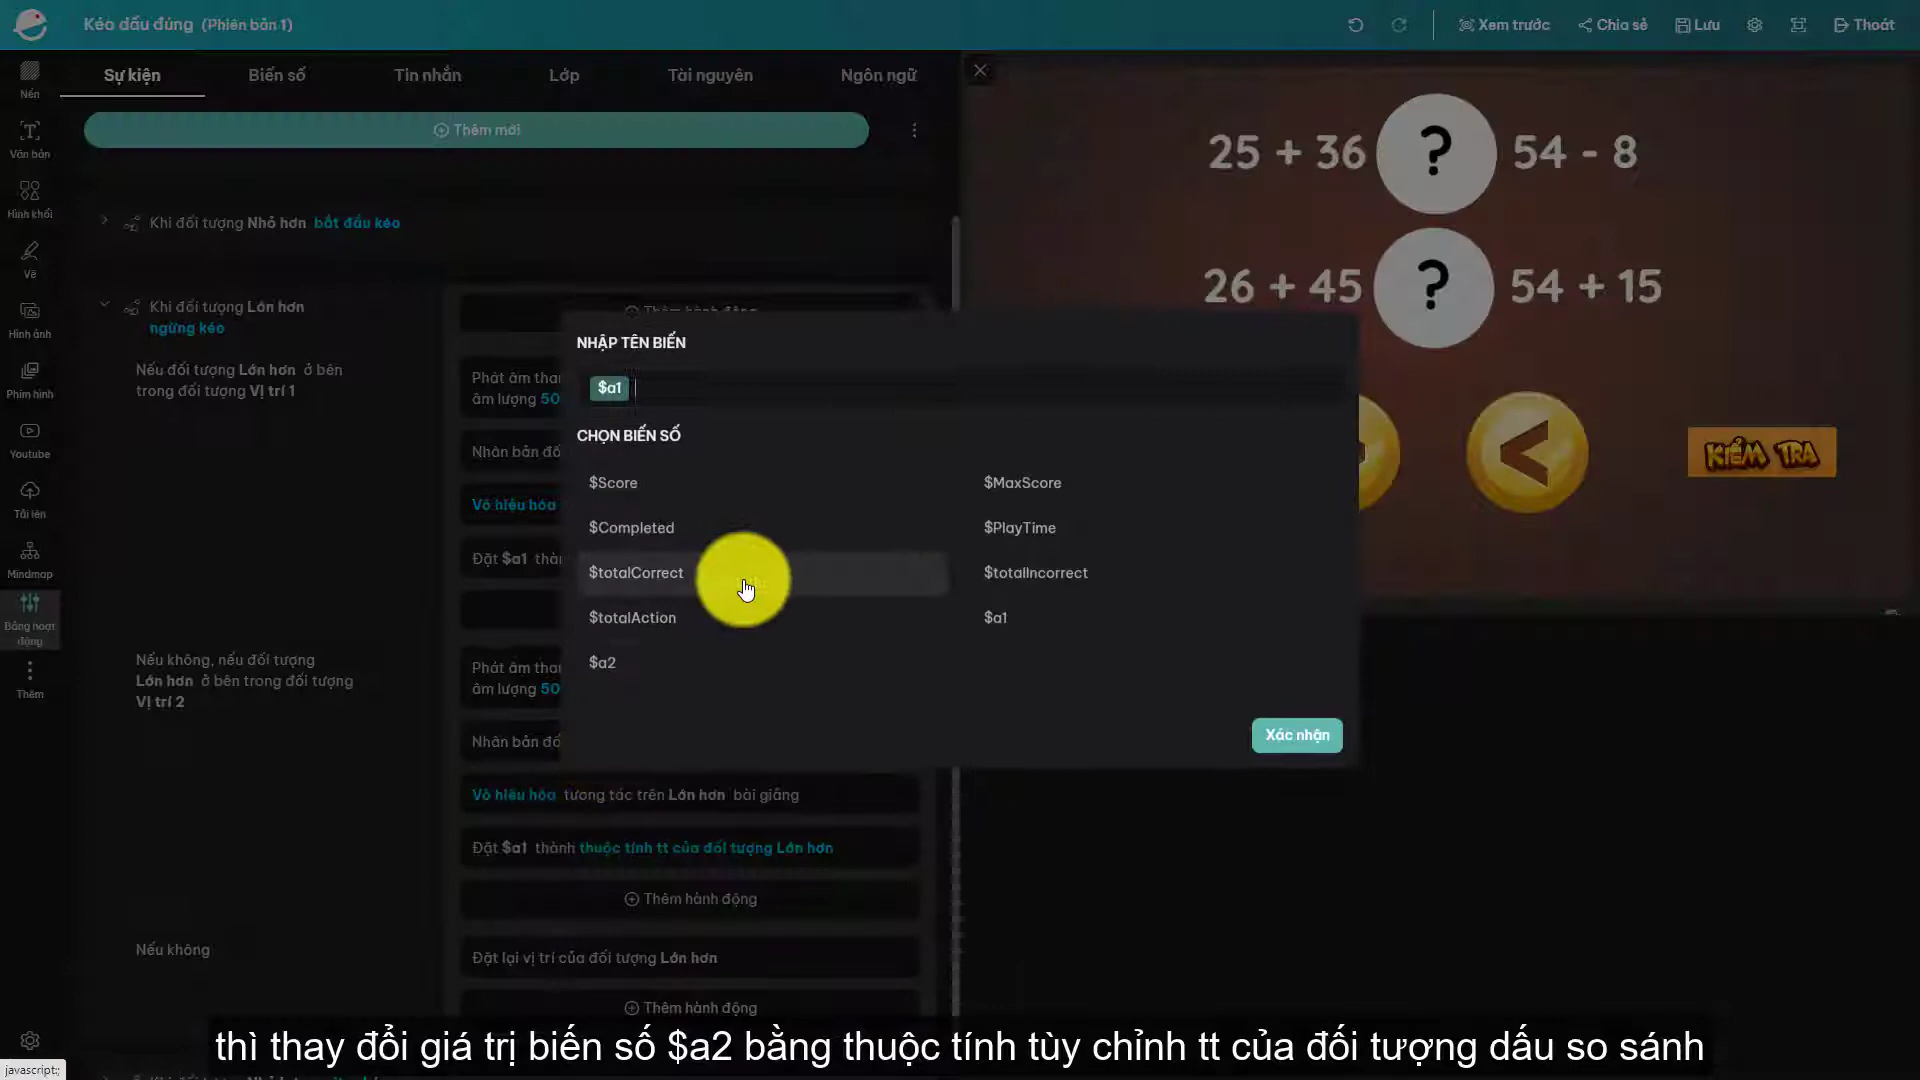 Kéo dấu đúng (Phiên bản 1)
Xem trước
Chia sẻ
Lưu
Thoát
Nền
Văn bản
Hình khối
Vẽ
Hình ảnh
Phim hình
Youtube
Tải lên
Mindmap
Bảng hoạt động
Thêm
Sự kiện
Biến số
Tin nhắn
Lớp
Tài nguyên
Ngôn ngữ
Thêm mới
Khi đối tượng Nhỏ hơn bắt đầu kéo
Khi đối tượng Lớn hơn
ngừng kéo
Thêm hành động
Nếu đối tượng Lớn hơn ở bên
trong đối tượng Vị trí 1
Phát âm tha
âm lượng 50
Nhân bản đố
Vô hiệu hóa
Đặt $a1 thàn
Nếu không, nếu đối tượng
Lớn hơn ở bên trong đối tượng
Vị trí 2
Phát âm tha
âm lượng 50
Nhân bản đố
Vô hiệu hóa tương tác trên Lớn hơn bài giảng
Đặt $a1 thành thuộc tính tt của đối tượng Lớn hơn
Thêm hành động
Nếu không
Đặt lại vị trí của đối tượng Lớn hơn
Thêm hành động
NHẬP TÊN BIẾN
$a1
CHỌN BIẾN SỐ
$Score
$MaxScore
$Completed
$PlayTime
$totalCorrect
$totalIncorrect
$totalAction
$a1
$a2
Xác nhận
25 + 36 ? 54 - 8
26 + 45 ? 54 + 15
<
KIỂM TRA
thì thay đổi giá trị biến số $a2 bằng thuộc tính tùy chỉnh tt của đối tượng dấu so sánh
javascript:;